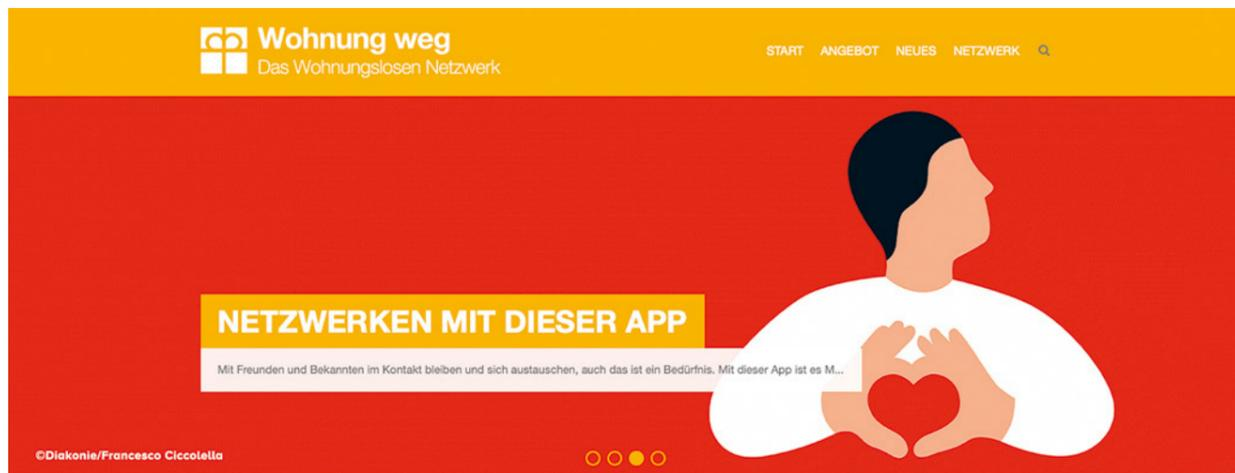 Wohnung weg
Das Wohnungslosen Netzwerk
START ANGEBOT NEUES NETZWERK
NETZWERKEN MIT DIESER APP
Mit Freunden und Bekannten im Kontakt bleiben und sich austauschen, auch das ist ein Bedürfnis. Mit dieser App ist es M...
©Diakonie/Francesco Ciccolella